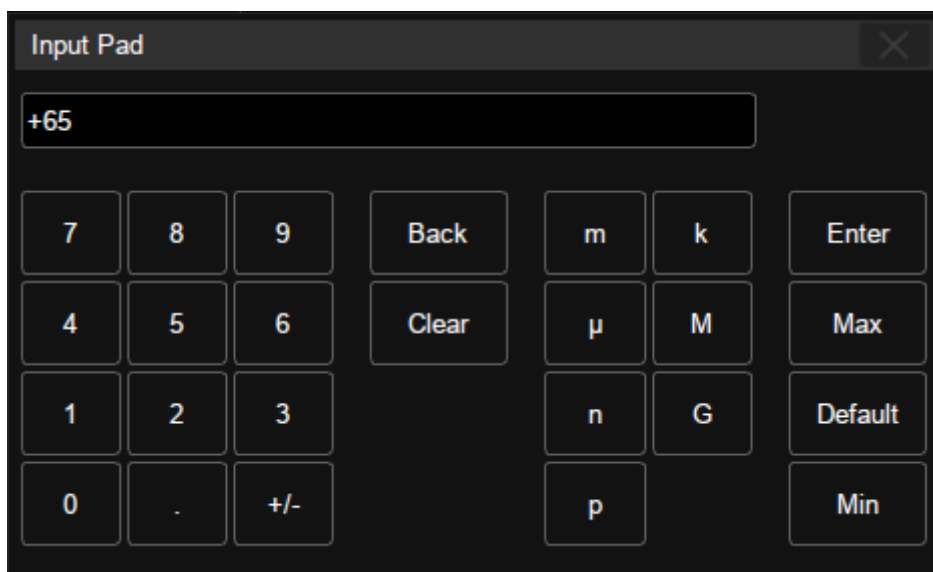 Input Pad
+65
7 8 9 Back m k Enter
4 5 6 Clear µ M Max
1 2 3 n G Default
0 . +/- p Min